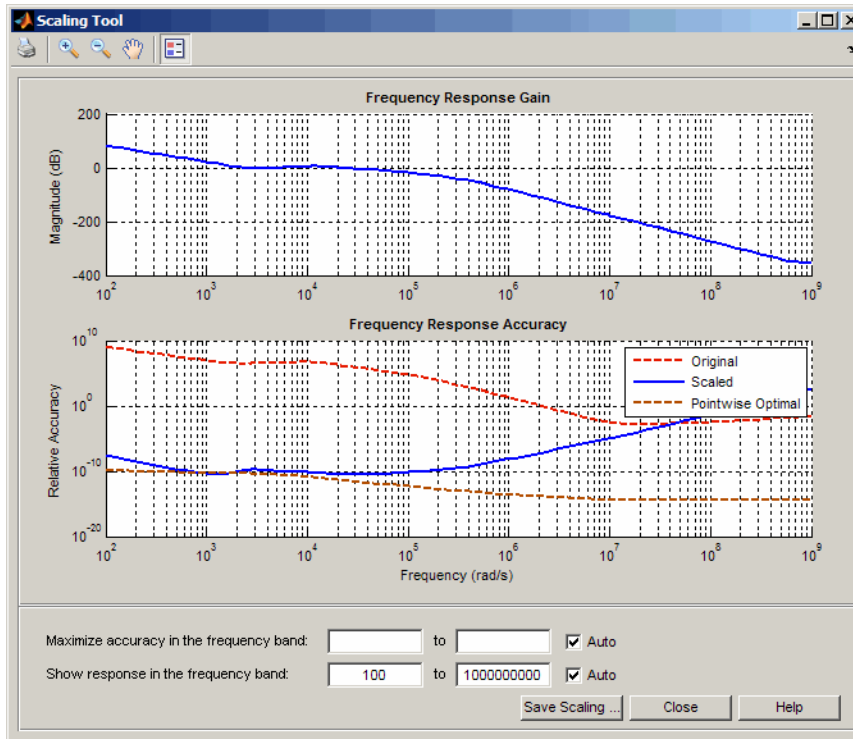 Scaling Tool
Frequency Response Gain
Magnitude (dB)
200
0
-200
-400
10^2 10^3 10^4 10^5 10^6 10^7 10^8 10^9
Frequency Response Accuracy
Relative Accuracy
10^10
10^0
10^-10
10^-20
Original
Scaled
Pointwise Optimal
10^2 10^3 10^4 10^5 10^6 10^7 10^8 10^9
Frequency (rad/s)
Maximize accuracy in the frequency band: to Auto
Show response in the frequency band: 100 to 1000000000 Auto
Save Scaling ... Close Help